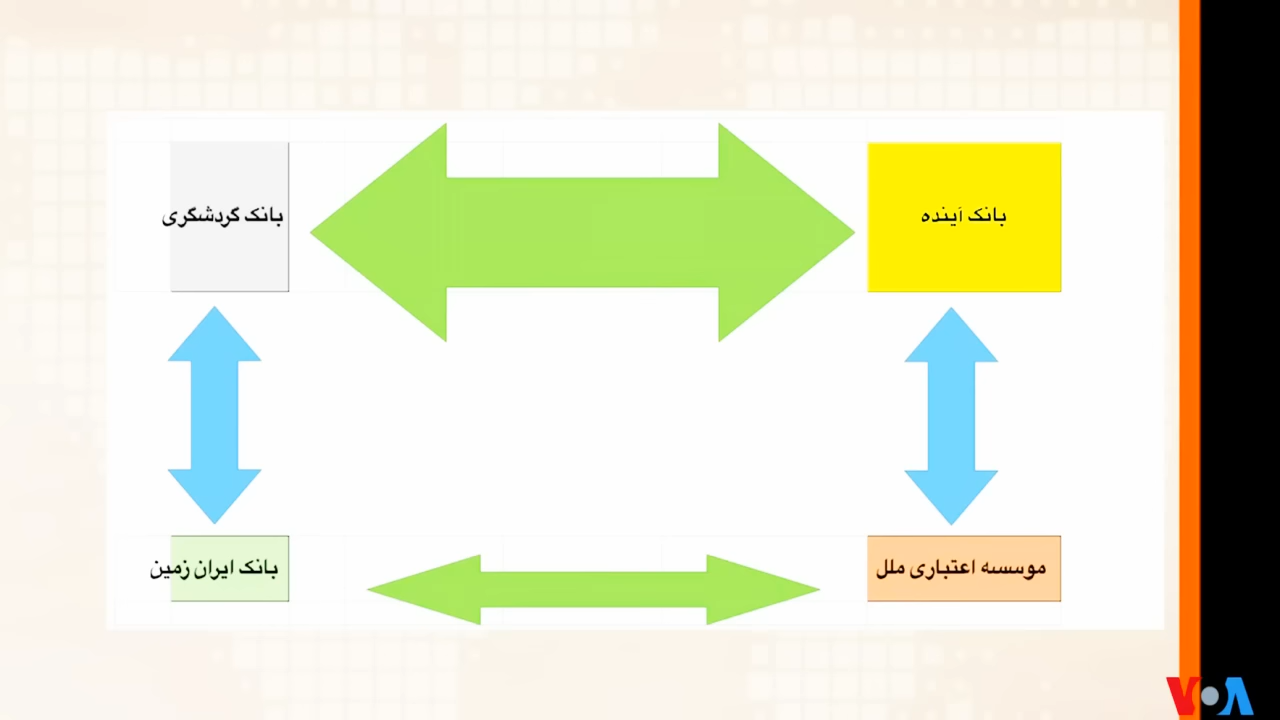 بانک آینده
بانک گردشگری
موسسه اعتباری ملل
بانک ایران زمین
VOA